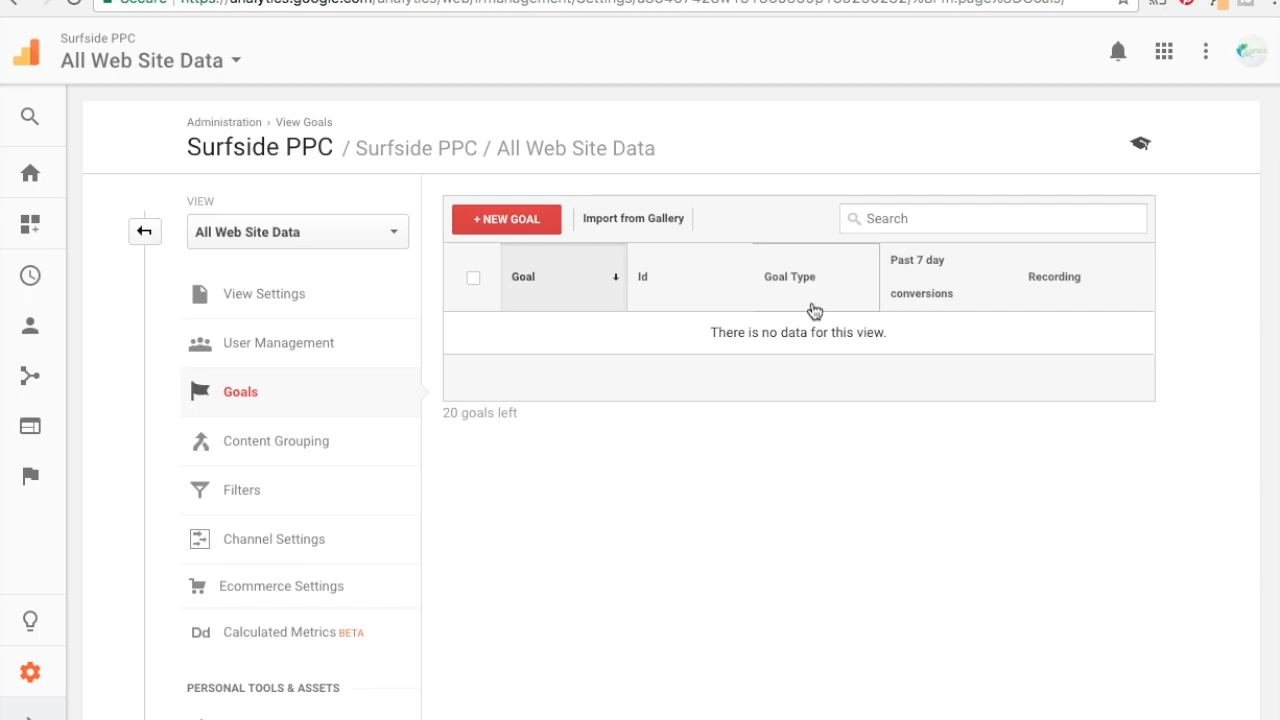 Surfside PPC
All Web Site Data
Administration › View Goals
Surfside PPC / Surfside PPC / All Web Site Data
VIEW
All Web Site Data
View Settings
User Management
Goals
Content Grouping
Filters
Channel Settings
Ecommerce Settings
Dd Calculated Metrics BETA
PERSONAL TOOLS & ASSETS
+ NEW GOAL
Import from Gallery
Search
Goal
Id
Goal Type
Past 7 day
conversions
Recording
There is no data for this view.
20 goals left